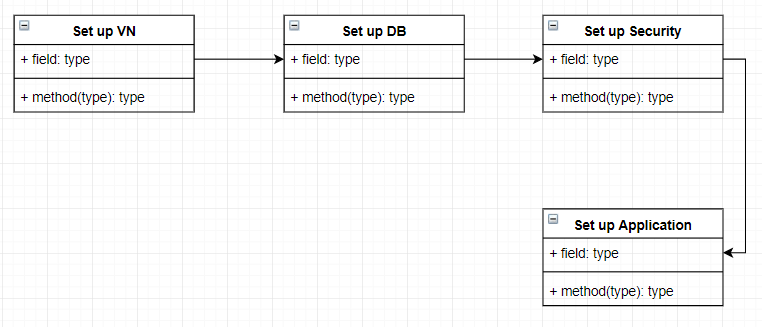 Set up VN
+ field: type
+ method(type): type
Set up DB
+ field: type
+ method(type): type
Set up Security
+ field: type
+ method(type): type
Set up Application
+ field: type
+ method(type): type